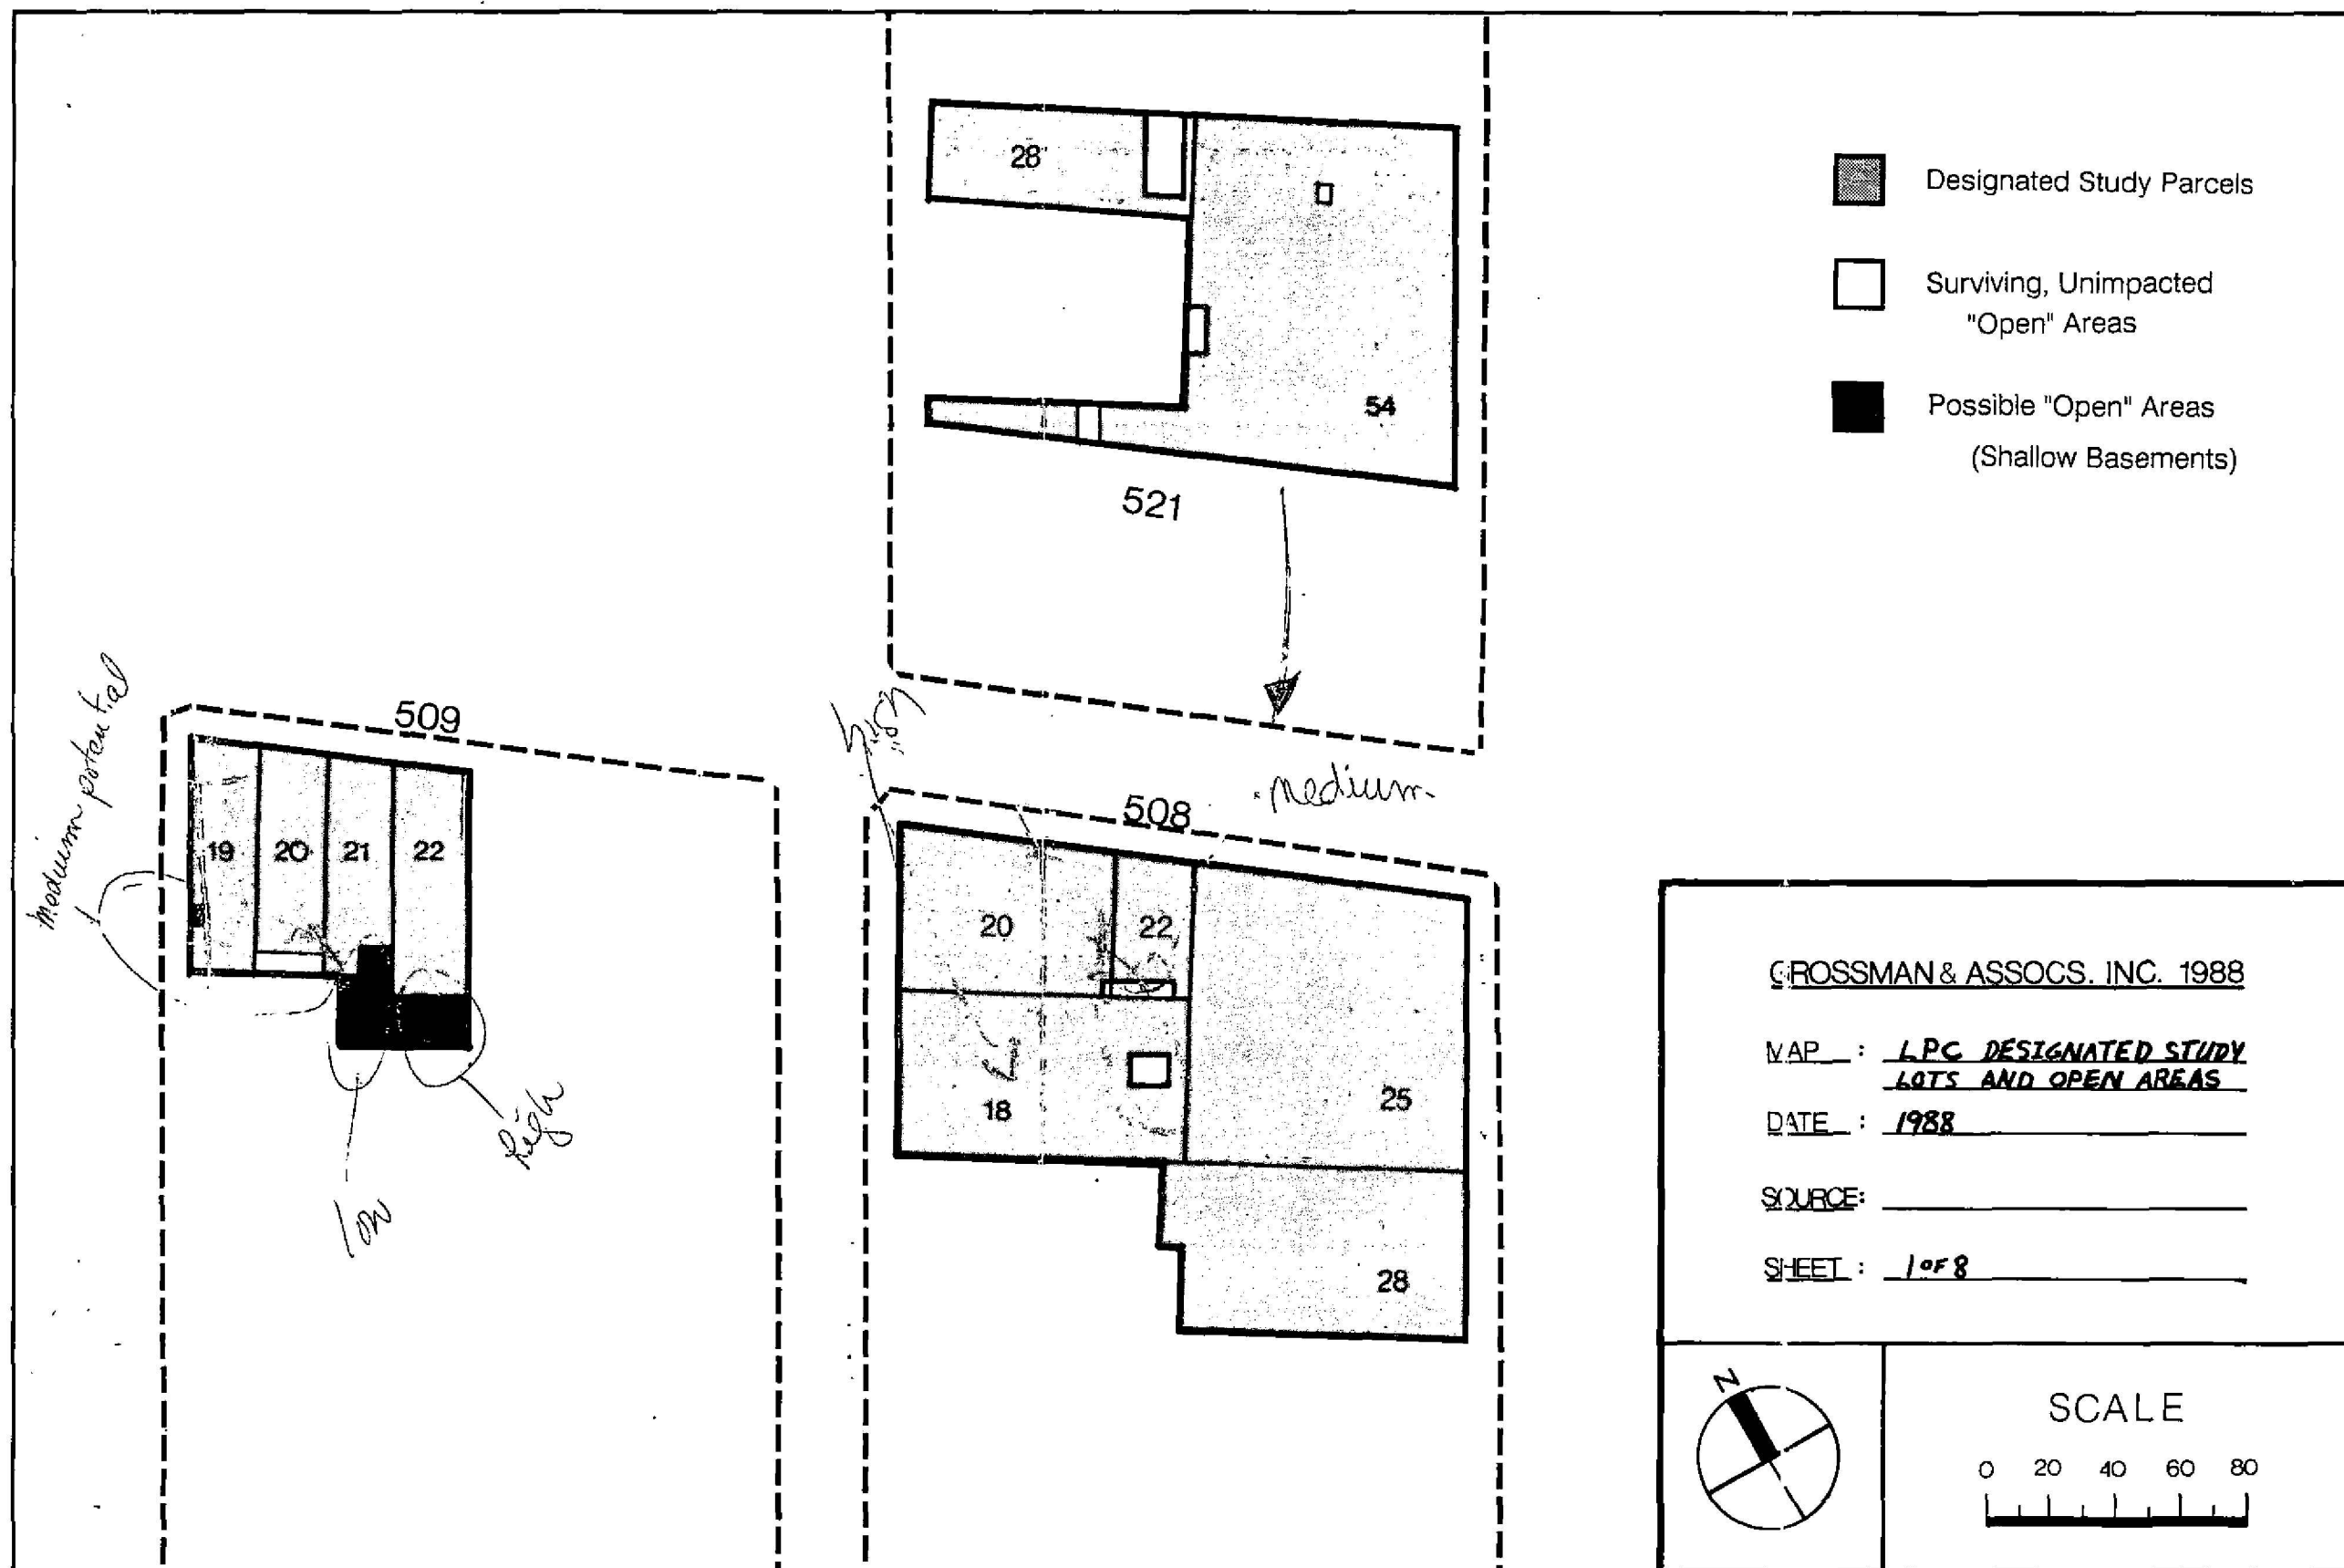 28
54
521
Designated Study Parcels
Surviving, Unimpacted
"Open" Areas
Possible "Open" Areas
(Shallow Basements)
medium potential
509
19
20
21
22
low
high
high
medium
508
20
22
18
25
28
GROSSMAN & ASSOCS. INC. 1988
MAP : LPC DESIGNATED STUDY
LOTS AND OPEN AREAS
DATE : 1988
SOURCE:
SHEET : 1 OF 8
N
SCALE
0 20 40 60 80